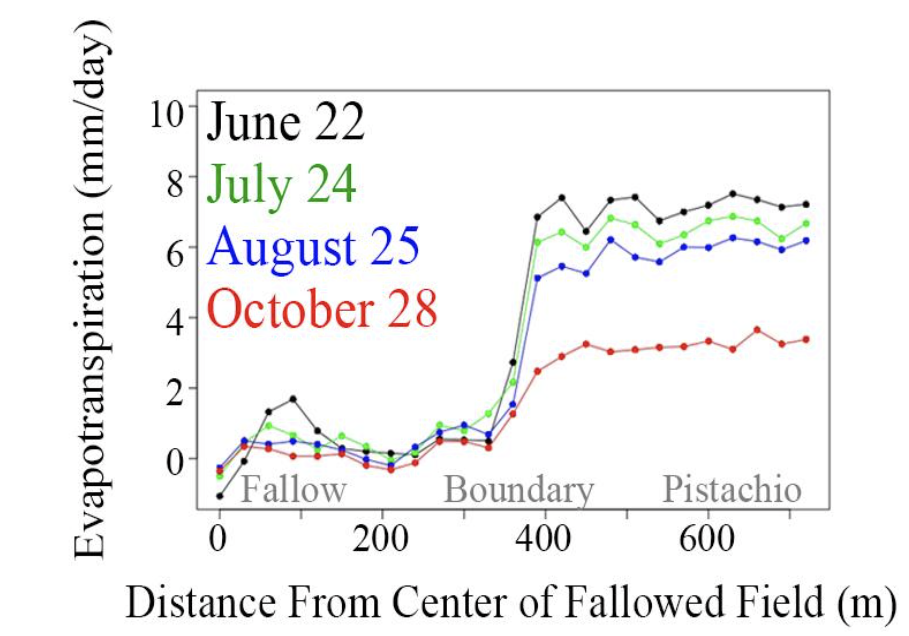 Evapotranspiration (mm/day)
10
8
6
4
2
0
June 22
July 24
August 25
October 28
Fallow Boundary Pistachio
0 200 400 600
Distance From Center of Fallowed Field (m)